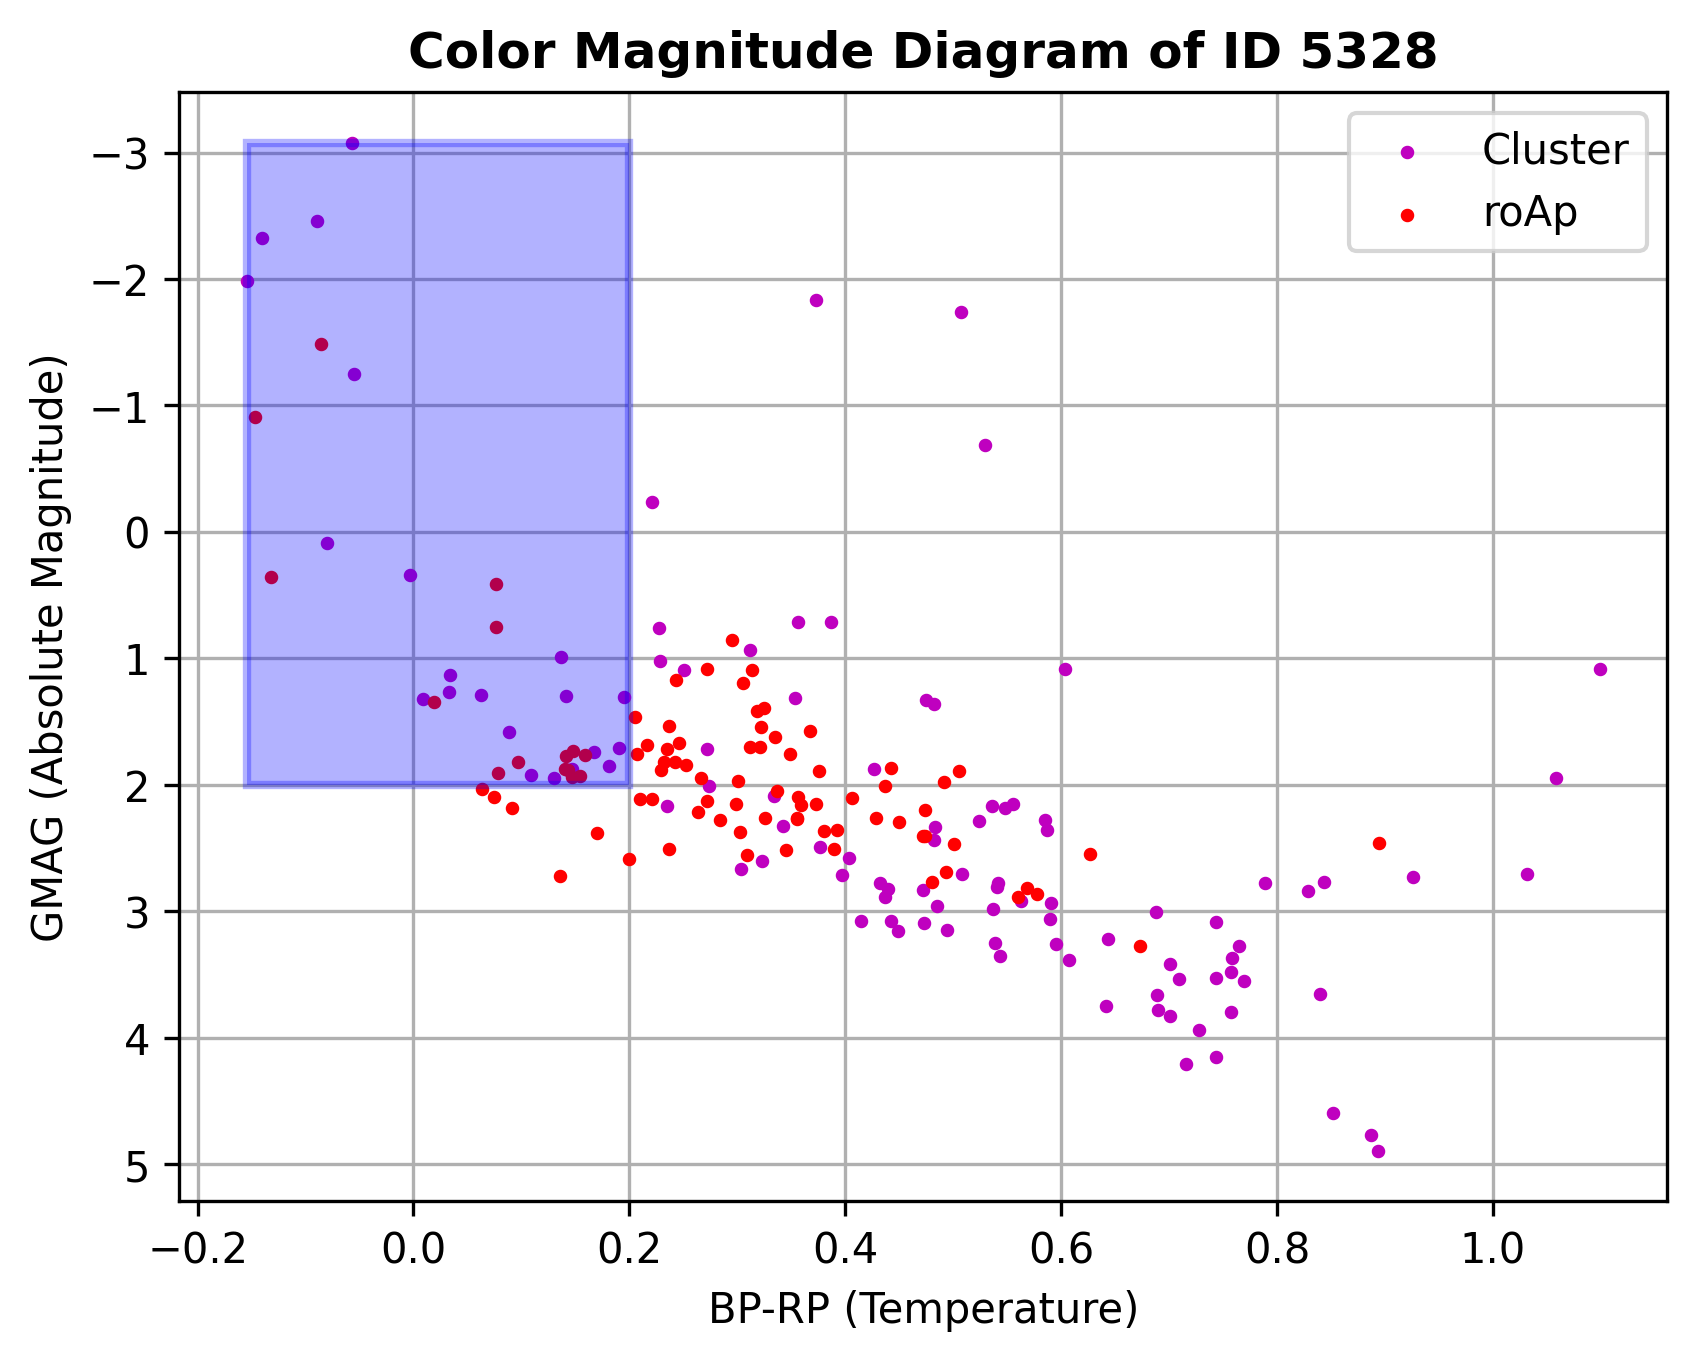 Color Magnitude Diagram of ID 5328
Cluster
roAp
−3
−2
−1
0
1
2
3
4
5
GMAG (Absolute Magnitude)
−0.2 0.0 0.2 0.4 0.6 0.8 1.0
BP-RP (Temperature)